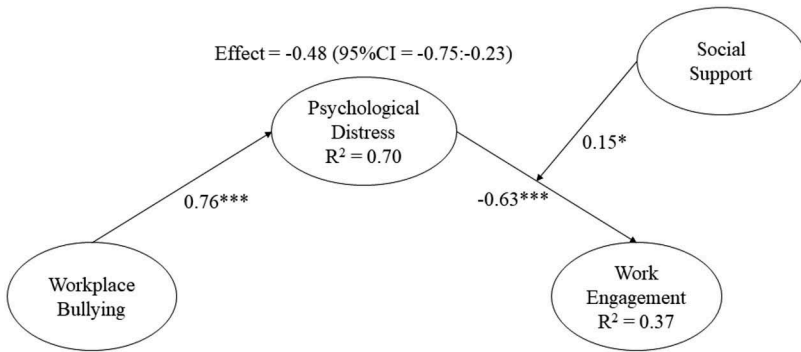 Effect = -0.48 (95%CI = -0.75:-0.23)
Social
Support
Psychological
Distress
R² = 0.70
0.15*
0.76***
-0.63***
Workplace
Bullying
Work
Engagement
R² = 0.37